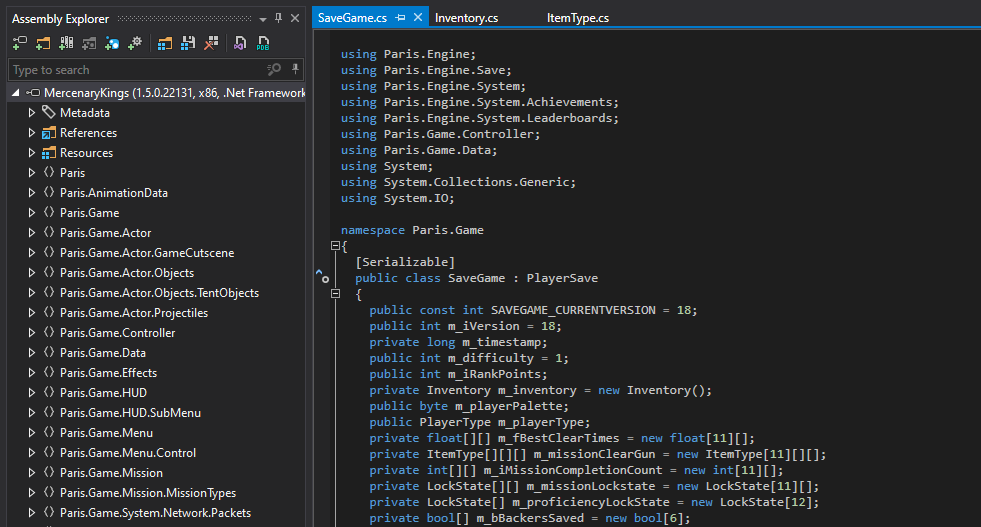 Assembly Explorer
Type to search
MercenaryKings (1.5.0.22131, x86, .Net Framework
Metadata
References
Resources
Paris
Paris.AnimationData
Paris.Game
Paris.Game.Actor
Paris.Game.Actor.GameCutscene
Paris.Game.Actor.Objects
Paris.Game.Actor.Objects.TentObjects
Paris.Game.Actor.Projectiles
Paris.Game.Controller
Paris.Game.Data
Paris.Game.Effects
Paris.Game.HUD
Paris.Game.HUD.SubMenu
Paris.Game.Menu
Paris.Game.Menu.Control
Paris.Game.Mission
Paris.Game.Mission.MissionTypes
Paris.Game.System.Network.Packets
SaveGame.cs
Inventory.cs
ItemType.cs
using Paris.Engine;
using Paris.Engine.Save;
using Paris.Engine.System;
using Paris.Engine.System.Achievements;
using Paris.Engine.System.Leaderboards;
using Paris.Game.Controller;
using Paris.Game.Data;
using System;
using System.Collections.Generic;
using System.IO;
namespace Paris.Game
{
[Serializable]
public class SaveGame : PlayerSave
{
public const int SAVEGAME_CURRENTVERSION = 18;
public int m_iVersion = 18;
private long m_timestamp;
public int m_difficulty = 1;
public int m_iRankPoints;
private Inventory m_inventory = new Inventory();
public byte m_playerPalette;
public PlayerType m_playerType;
private float[][] m_fBestClearTimes = new float[11][];
private ItemType[][][] m_missionClearGun = new ItemType[11][][];
private int[][] m_iMissionCompletionCount = new int[11][];
private LockState[][] m_missionLockstate = new LockState[11][];
private LockState[] m_proficiencyLockState = new LockState[12];
private bool[] m_bBackersSaved = new bool[6];